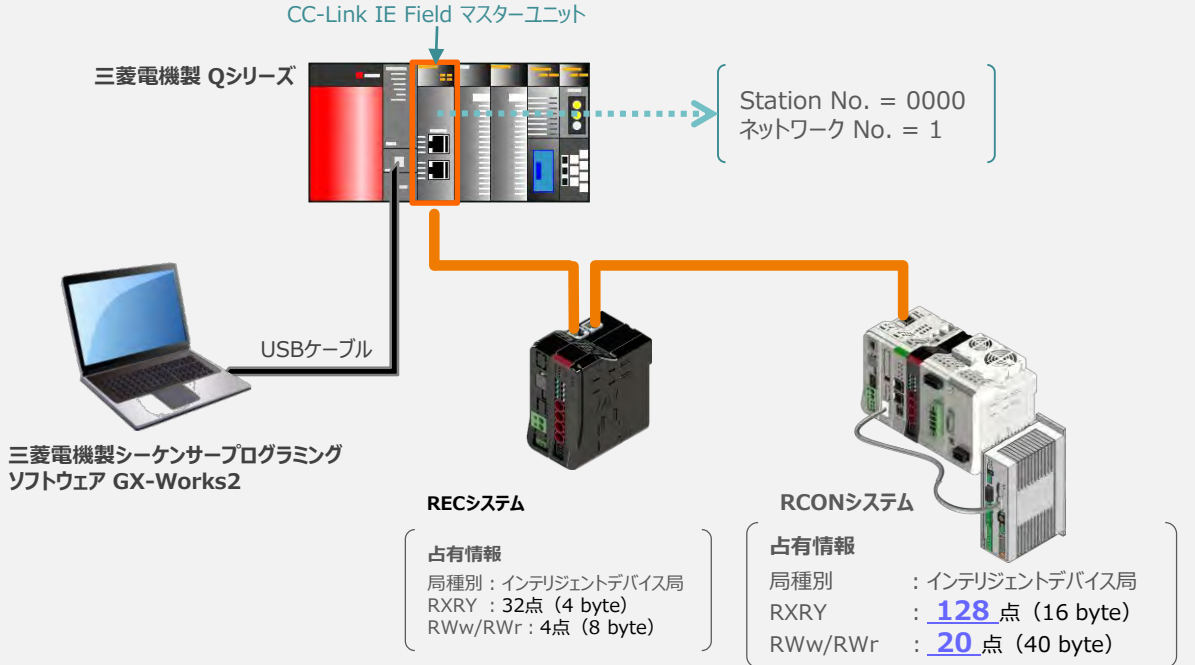 CC-Link IE Field マスターユニット
三菱電機製 Qシリーズ
Station No. = 0000
ネットワーク No. = 1
USBケーブル
三菱電機製シーケンサープログラミング
ソフトウェア GX-Works2
RECシステム
占有情報
局種別：インテリジェントデバイス局
RXRY ：32点（4 byte）
RWw/RWr：4点（8 byte）
RCONシステム
占有情報
局種別 ：インテリジェントデバイス局
RXRY ： 128 点（16 byte）
RWw/RWr ： 20 点（40 byte）